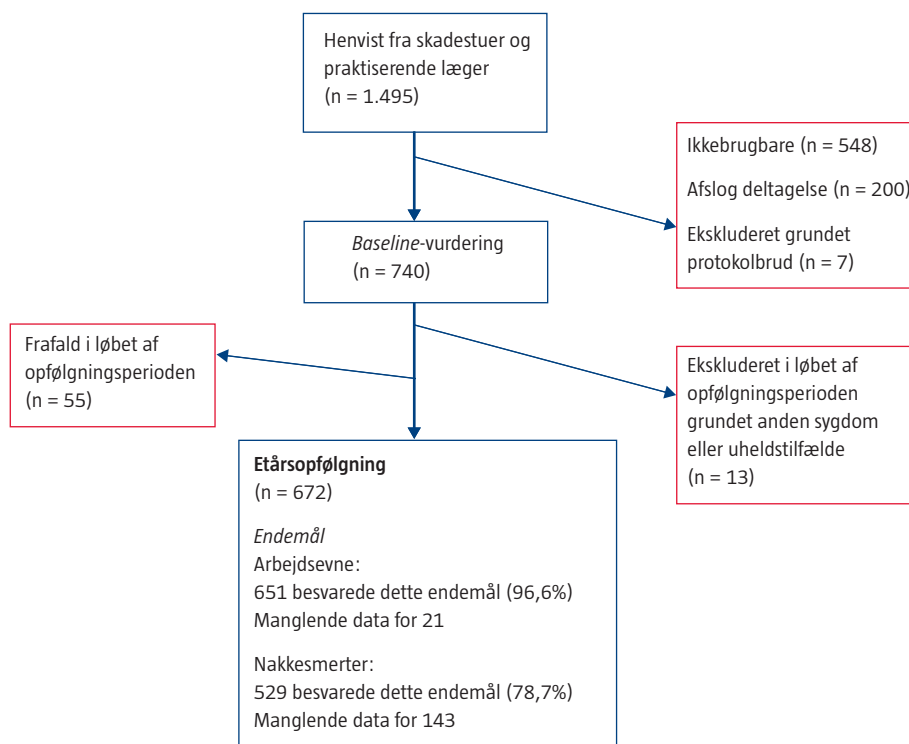 Henvist fra skadestuer og
praktiserende læger
(n = 1.495)
Ikkebrugbare (n = 548)
Afslog deltagelse (n = 200)
Ekskluderet grundet
protokolbrud (n = 7)
Baseline-vurdering
(n = 740)
Frafald i løbet af
opfølgningsperioden
(n = 55)
Ekskluderet i løbet af
opfølgningsperioden
grundet anden sygdom
eller uheldstilfælde
(n = 13)
Etårsopfølgning
(n = 672)
Endemål
Arbejdsevne:
651 besvarede dette endemål (96,6%)
Manglende data for 21
Nakkesmerter:
529 besvarede dette endemål (78,7%)
Manglende data for 143